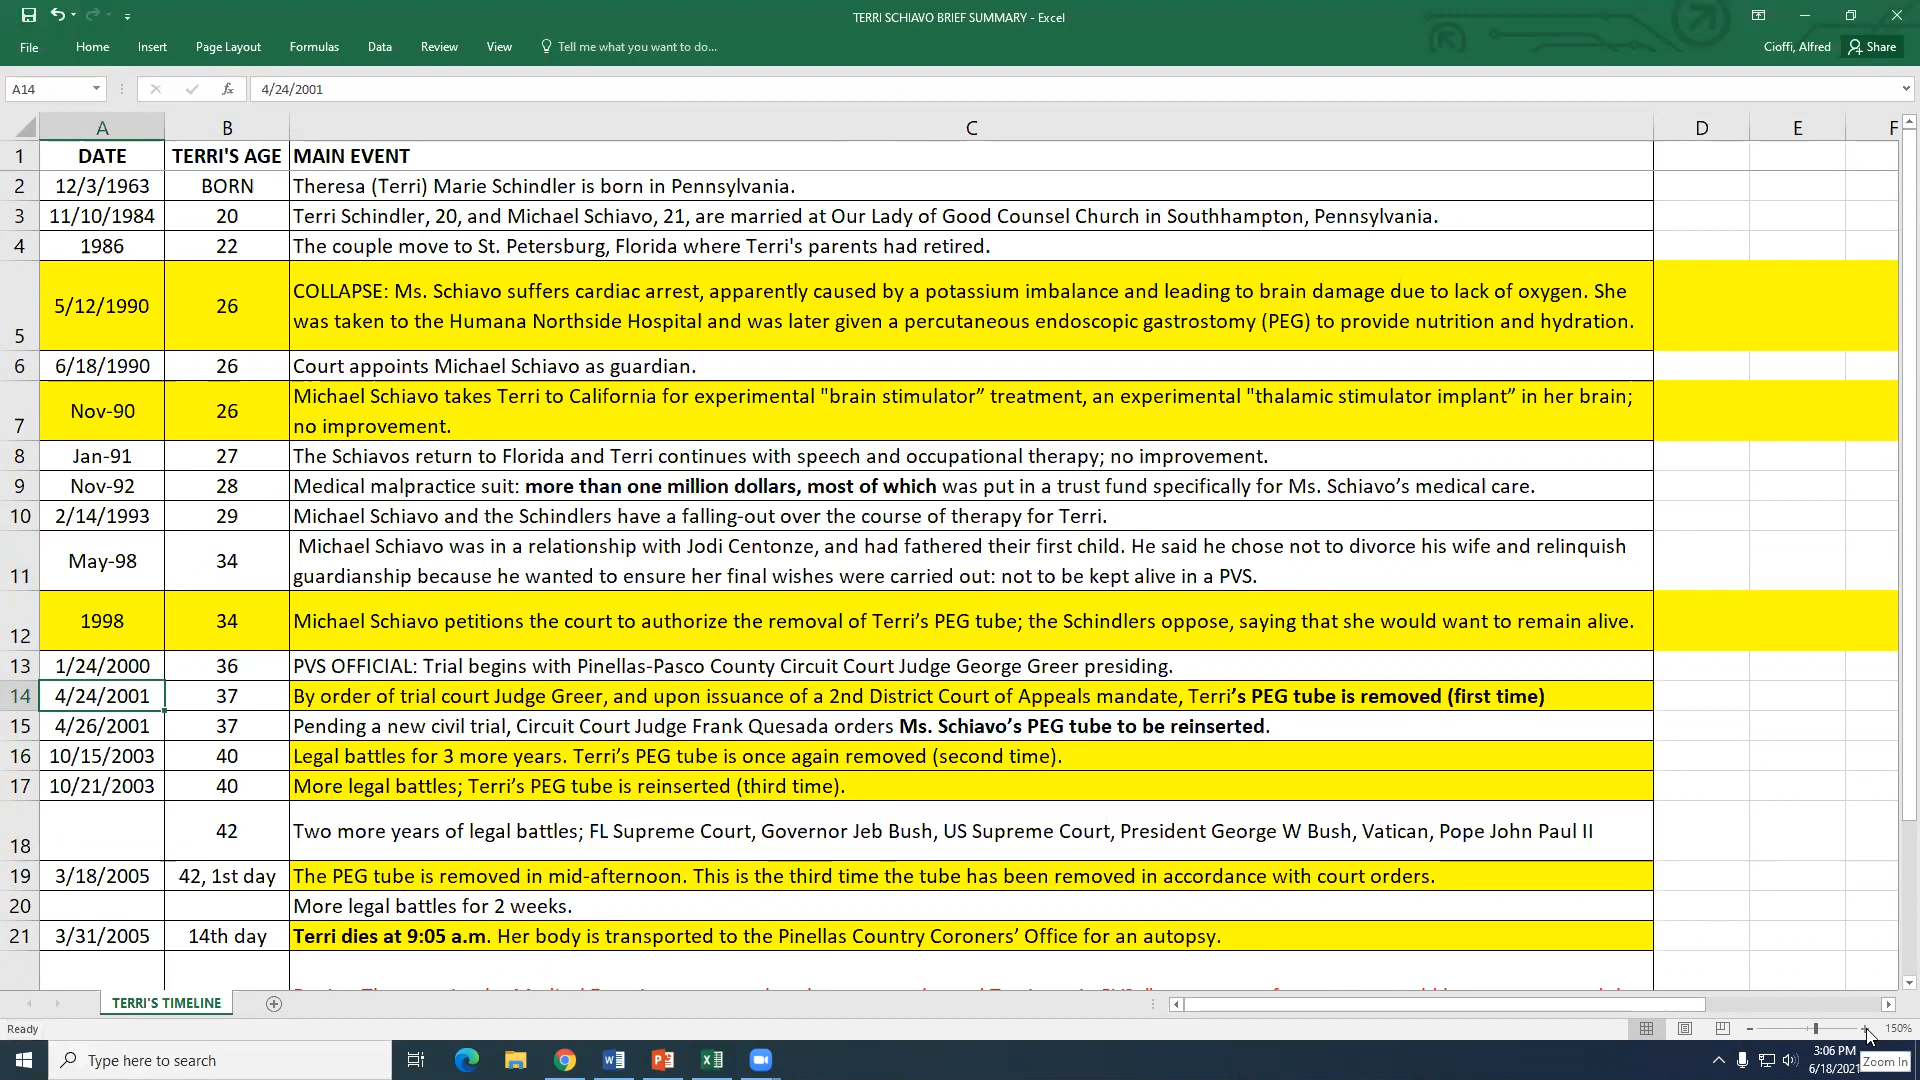 TERRI SCHIAVO BRIEF SUMMARY - Excel
File Home Insert Page Layout Formulas Data Review View Tell me what you want to do... Cioffi, Alfred Share
A14 fx 4/24/2001
A B C D E F
1 DATE TERRI'S AGE MAIN EVENT
2 12/3/1963 BORN Theresa (Terri) Marie Schindler is born in Pennsylvania.
3 11/10/1984 20 Terri Schindler, 20, and Michael Schiavo, 21, are married at Our Lady of Good Counsel Church in Southhampton, Pennsylvania.
4 1986 22 The couple move to St. Petersburg, Florida where Terri's parents had retired.
5 5/12/1990 26 COLLAPSE: Ms. Schiavo suffers cardiac arrest, apparently caused by a potassium imbalance and leading to brain damage due to lack of oxygen. She
was taken to the Humana Northside Hospital and was later given a percutaneous endoscopic gastrostomy (PEG) to provide nutrition and hydration.
6 6/18/1990 26 Court appoints Michael Schiavo as guardian.
7 Nov-90 26 Michael Schiavo takes Terri to California for experimental "brain stimulator” treatment, an experimental "thalamic stimulator implant” in her brain;
no improvement.
8 Jan-91 27 The Schiavos return to Florida and Terri continues with speech and occupational therapy; no improvement.
9 Nov-92 28 Medical malpractice suit: more than one million dollars, most of which was put in a trust fund specifically for Ms. Schiavo’s medical care.
10 2/14/1993 29 Michael Schiavo and the Schindlers have a falling-out over the course of therapy for Terri.
11 May-98 34 Michael Schiavo was in a relationship with Jodi Centonze, and had fathered their first child. He said he chose not to divorce his wife and relinquish
guardianship because he wanted to ensure her final wishes were carried out: not to be kept alive in a PVS.
12 1998 34 Michael Schiavo petitions the court to authorize the removal of Terri’s PEG tube; the Schindlers oppose, saying that she would want to remain alive.
13 1/24/2000 36 PVS OFFICIAL: Trial begins with Pinellas-Pasco County Circuit Court Judge George Greer presiding.
14 4/24/2001 37 By order of trial court Judge Greer, and upon issuance of a 2nd District Court of Appeals mandate, Terri’s PEG tube is removed (first time)
15 4/26/2001 37 Pending a new civil trial, Circuit Court Judge Frank Quesada orders Ms. Schiavo’s PEG tube to be reinserted.
16 10/15/2003 40 Legal battles for 3 more years. Terri’s PEG tube is once again removed (second time).
17 10/21/2003 40 More legal battles; Terri’s PEG tube is reinserted (third time).
18 42 Two more years of legal battles; FL Supreme Court, Governor Jeb Bush, US Supreme Court, President George W Bush, Vatican, Pope John Paul II
19 3/18/2005 42, 1st day The PEG tube is removed in mid-afternoon. This is the third time the tube has been removed in accordance with court orders.
20 More legal battles for 2 weeks.
21 3/31/2005 14th day Terri dies at 9:05 a.m. Her body is transported to the Pinellas Country Coroners’ Office for an autopsy.
TERRI'S TIMELINE
Ready 150%
Type here to search 3:06 PM
6/18/2021 Zoom In